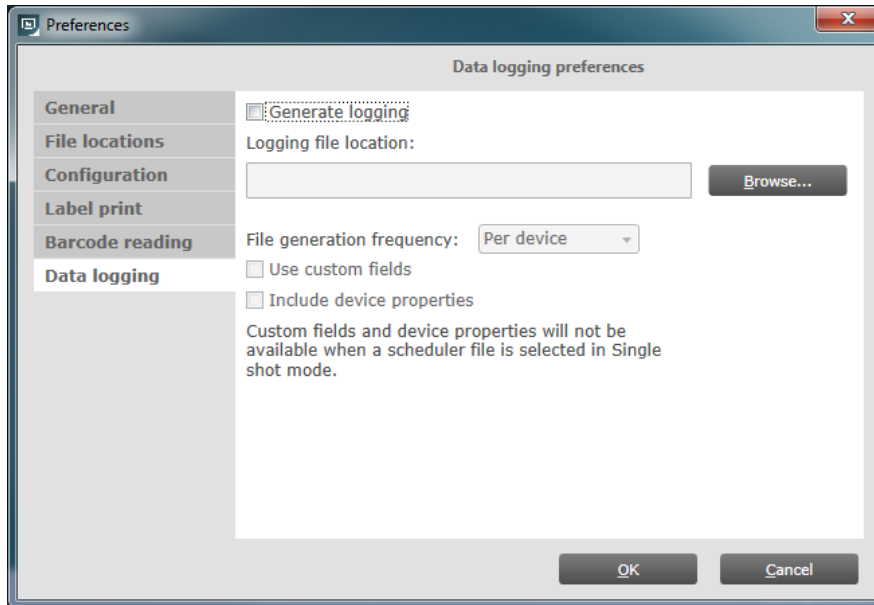 Preferences
Data logging preferences
General
File locations
Configuration
Label print
Barcode reading
Data logging
Generate logging
Logging file location:
Browse...
File generation frequency: Per device
Use custom fields
Include device properties
Custom fields and device properties will not be
available when a scheduler file is selected in Single
shot mode.
OK Cancel